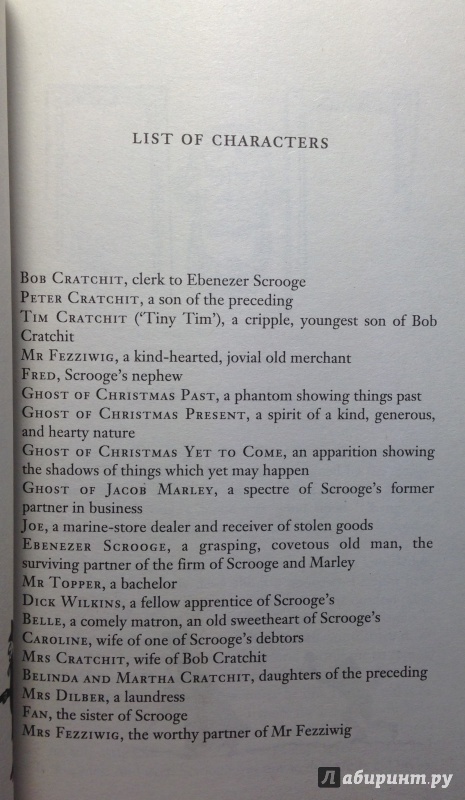 LIST OF CHARACTERS
BOB CRATCHIT, clerk to Ebenezer Scrooge
PETER CRATCHIT, a son of the preceding
TIM CRATCHIT (‘Tiny Tim’), a cripple, youngest son of Bob
Cratchit
MR FEZZIWIG, a kind-hearted, jovial old merchant
FRED, Scrooge’s nephew
GHOST OF CHRISTMAS PAST, a phantom showing things past
GHOST OF CHRISTMAS PRESENT, a spirit of a kind, generous,
and hearty nature
GHOST OF CHRISTMAS YET TO COME, an apparition showing
the shadows of things which yet may happen
GHOST OF JACOB MARLEY, a spectre of Scrooge’s former
partner in business
JOE, a marine-store dealer and receiver of stolen goods
EBENEZER SCROOGE, a grasping, covetous old man, the
surviving partner of the firm of Scrooge and Marley
MR TOPPER, a bachelor
DICK WILKINS, a fellow apprentice of Scrooge’s
BELLE, a comely matron, an old sweetheart of Scrooge’s
CAROLINE, wife of one of Scrooge’s debtors
MRS CRATCHIT, wife of Bob Cratchit
BELINDA AND MARTHA CRATCHIT, daughters of the preceding
MRS DILBER, a laundress
FAN, the sister of Scrooge
MRS FEZZIWIG, the worthy partner of Mr Fezziwig
Лабиринт.ру